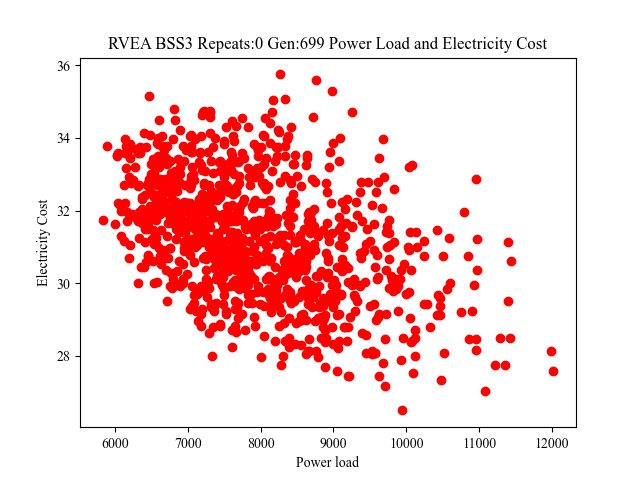 RVEA BSS3 Repeats:0 Gen:699 Power Load and Electricity Cost
36
34
32
30
28
Electricity Cost
6000 7000 8000 9000 10000 11000 12000
Power load